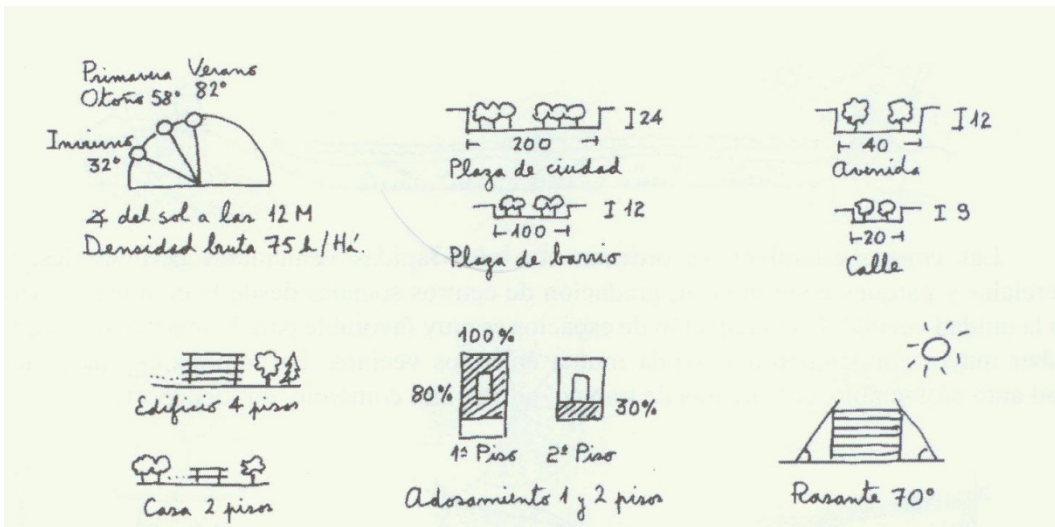 Primavera Verano
Otoño 58° 82°
Invierno
32°
∡ del sol a las 12 M
Densidad bruta 75 h/Há.
24
200
Plaza de ciudad
12
100
Plaza de barrio
12
40
Avenida
9
20
Calle
Edificio 4 pisos
Casa 2 pisos
100%
80%
30%
1º Piso 2º Piso
Adosamiento 1 y 2 pisos
Rasante 70°